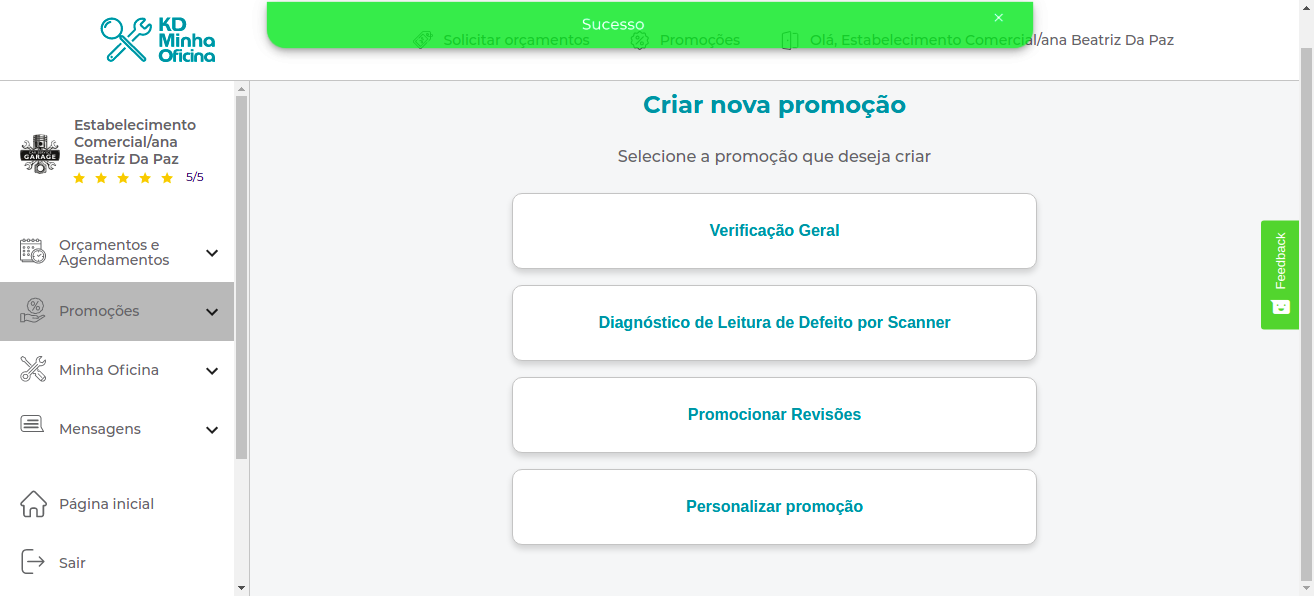 KD
Minha
Oficina
Sucesso
×
Solicitar orçamentos
Promoções
Olá, Estabelecimento Comercial/ana Beatriz Da Paz
Estabelecimento
Comercial/ana
Beatriz Da Paz
5/5
GARAGE
Orçamentos e
Agendamentos
Promoções
Minha Oficina
Mensagens
Página inicial
Sair
Criar nova promoção
Selecione a promoção que deseja criar
Verificação Geral
Diagnóstico de Leitura de Defeito por Scanner
Promocionar Revisões
Personalizar promoção
Feedback